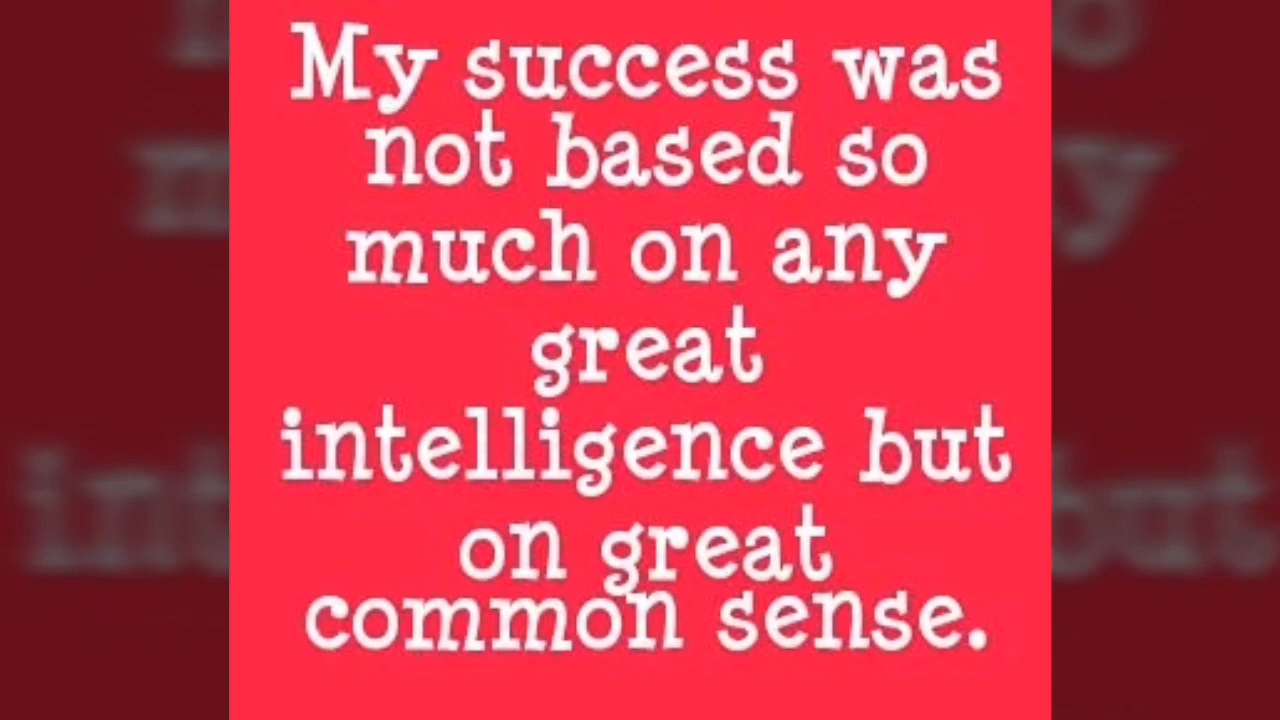 My success was
not based so
much on any
great
intelligence but
on great
common sense.